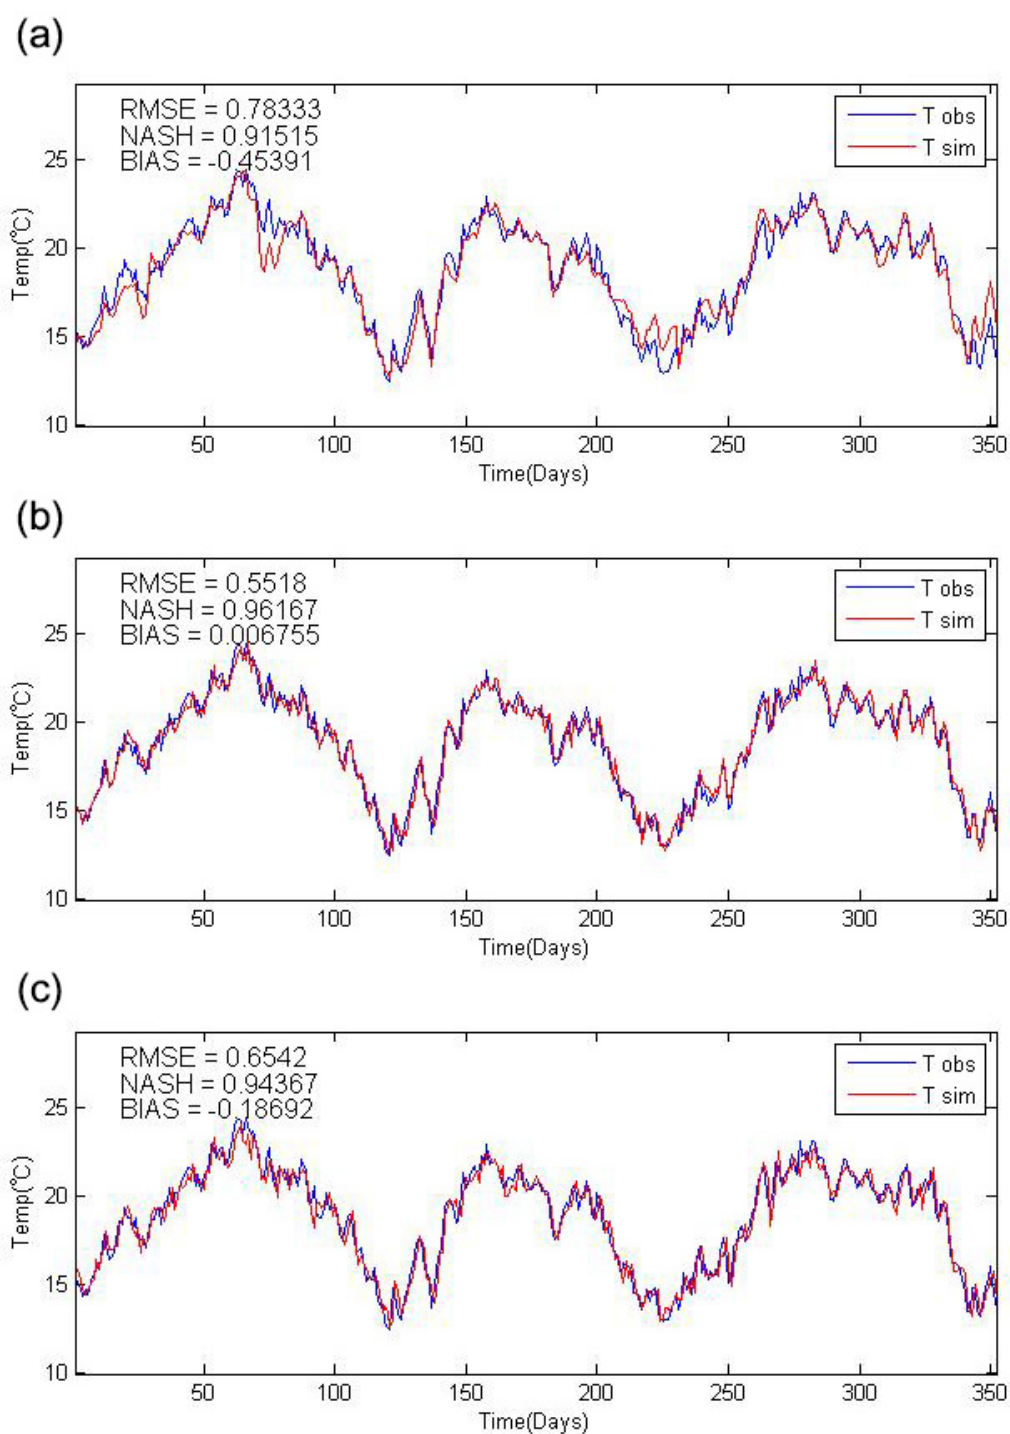 (a)
RMSE = 0.78333
NASH = 0.91515
BIAS = -0.45391
T obs
T sim
25
20
15
10
Temp(°C)
50 100 150 200 250 300 350
Time(Days)
(b)
RMSE = 0.5518
NASH = 0.96167
BIAS = 0.006755
T obs
T sim
25
20
15
10
Temp(°C)
50 100 150 200 250 300 350
Time(Days)
(c)
RMSE = 0.6542
NASH = 0.94367
BIAS = -0.18692
T obs
T sim
25
20
15
10
Temp(°C)
50 100 150 200 250 300 350
Time(Days)